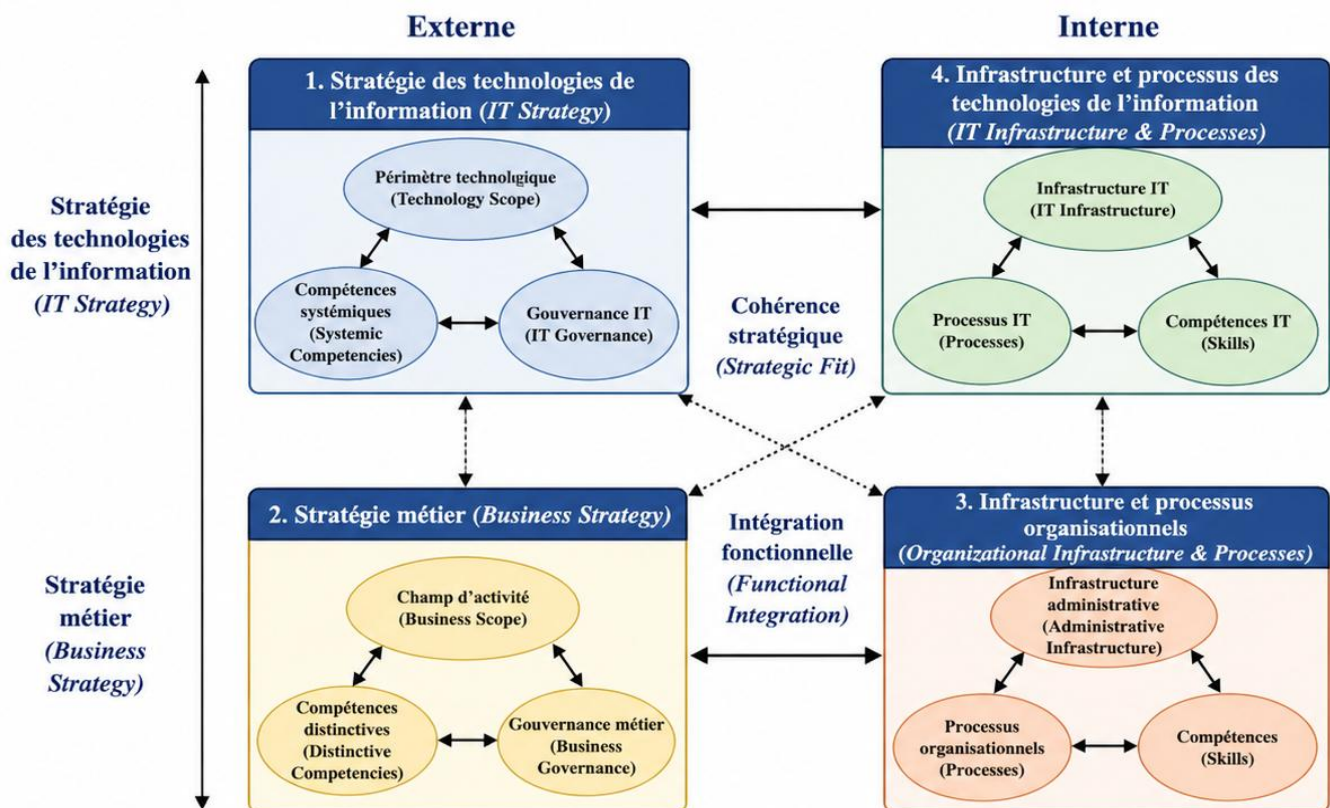 Externe
Interne
Stratégie
des technologies
de l'information
(IT Strategy)
1. Stratégie des technologies de
l'information (IT Strategy)
Périmètre technologique
(Technology Scope)
Compétences
systémiques
(Systemic
Competencies)
Gouvernance IT
(IT Governance)
Cohérence
stratégique
(Strategic Fit)
4. Infrastructure et processus des
technologies de l'information
(IT Infrastructure & Processes)
Infrastructure IT
(IT Infrastructure)
Processus IT
(Processes)
Compétences IT
(Skills)
Stratégie
métier
(Business
Strategy)
2. Stratégie métier (Business Strategy)
Champ d'activité
(Business Scope)
Compétences
distinctives
(Distinctive
Competencies)
Gouvernance métier
(Business
Governance)
Intégration
fonctionnelle
(Functional
Integration)
3. Infrastructure et processus
organisationnels
(Organizational Infrastructure & Processes)
Infrastructure
administrative
(Administrative
Infrastructure)
Processus
organisationnels
(Processes)
Compétences
(Skills)